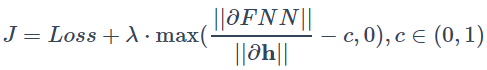 J = Loss + λ · max(||∂FNN|| / ||∂h|| − c, 0), c ∈ (0, 1)